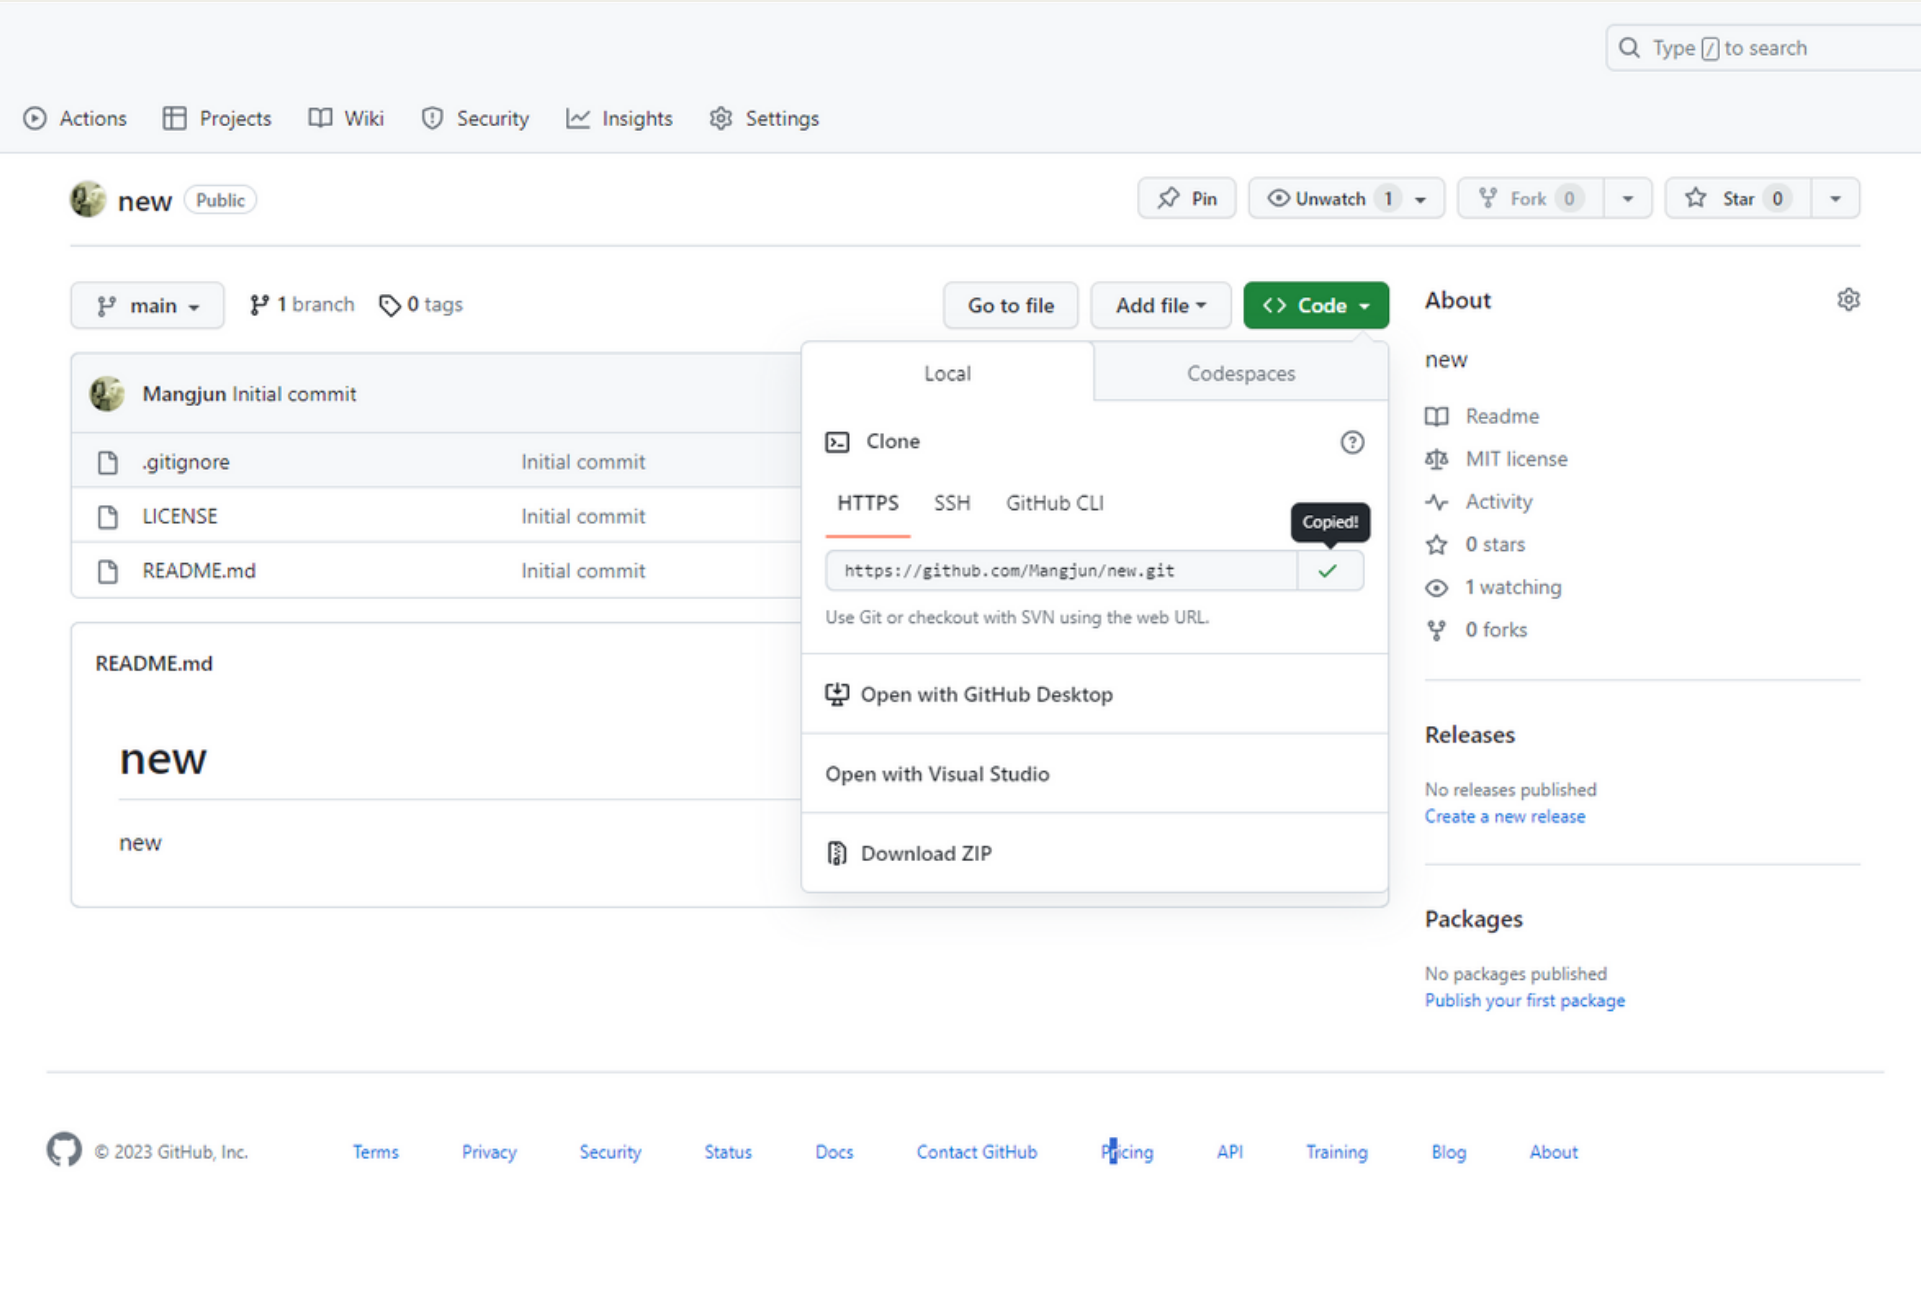 Type / to search
Actions Projects Wiki Security Insights Settings
new Public Pin Unwatch 1 Fork 0 Star 0
main 1 branch 0 tags Go to file Add file <> Code
Mangjun Initial commit
.gitignore Initial commit
LICENSE Initial commit
README.md Initial commit
README.md
new
new
Local Codespaces
Clone
HTTPS SSH GitHub CLI
Copied!
https://github.com/Mangjun/new.git
Use Git or checkout with SVN using the web URL.
Open with GitHub Desktop
Open with Visual Studio
Download ZIP
About
new
Readme
MIT license
Activity
0 stars
1 watching
0 forks
Releases
No releases published
Create a new release
Packages
No packages published
Publish your first package
© 2023 GitHub, Inc. Terms Privacy Security Status Docs Contact GitHub Pricing API Training Blog About